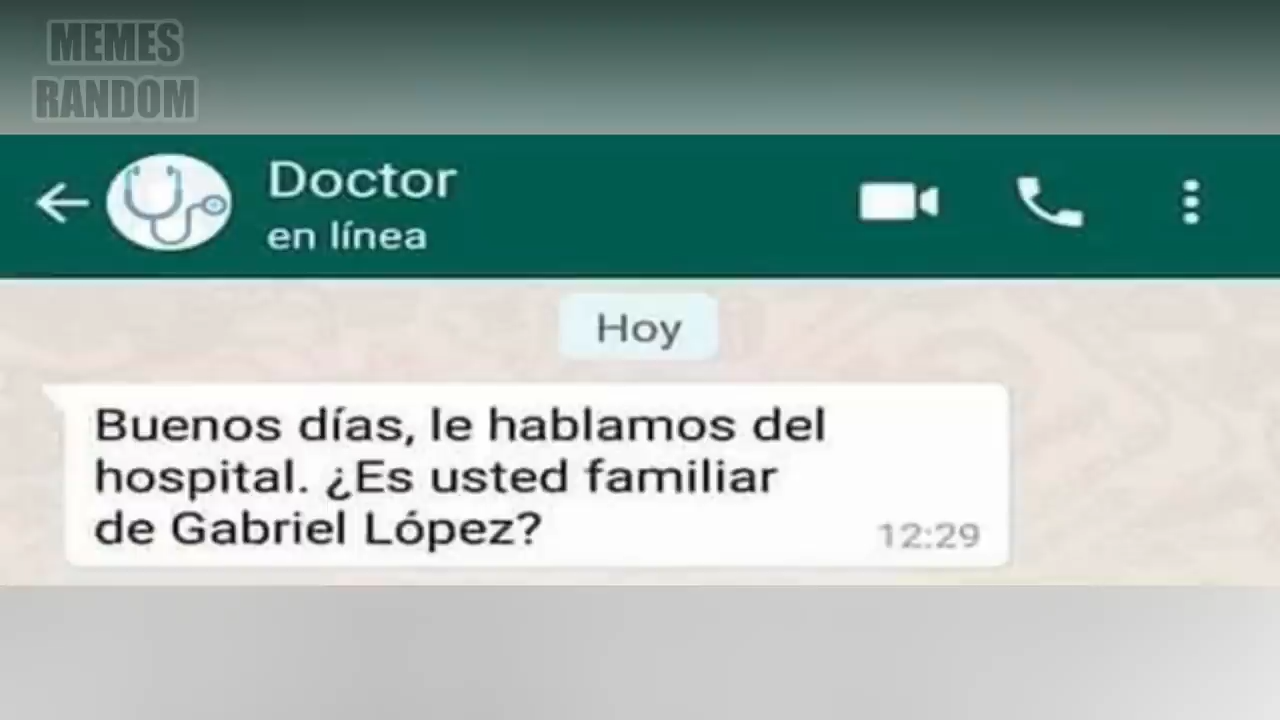 MEMES
RANDOM
Doctor
en línea
Hoy
Buenos días, le hablamos del
hospital. ¿Es usted familiar
de Gabriel López?
12:29